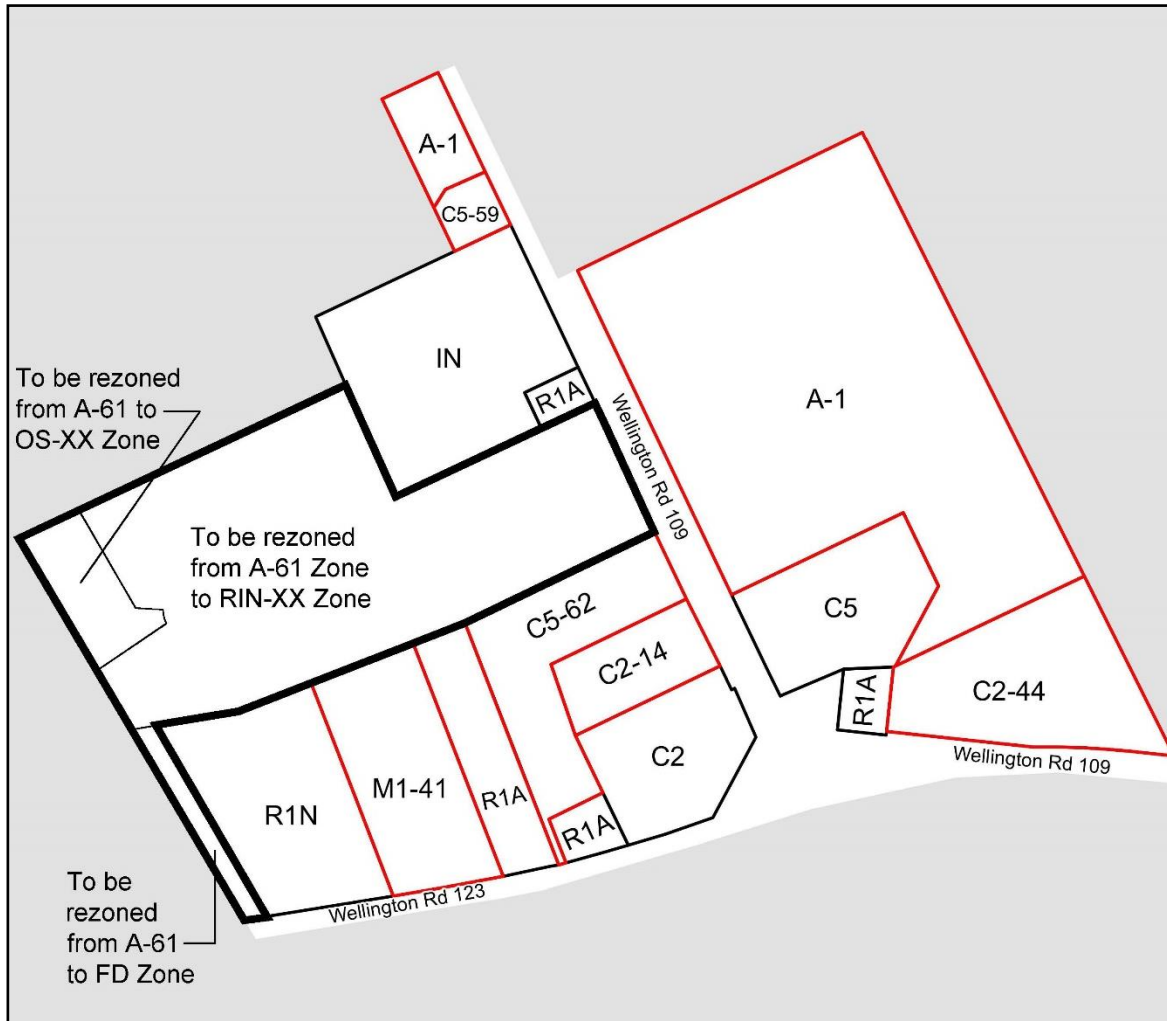 A-1
C5-59
IN
R1A
To be rezoned
from A-61 to
OS-XX Zone
Wellington Rd 109
A-1
To be rezoned
from A-61 Zone
to RIN-XX Zone
C5-62
C2-14
C5
R1A
C2-44
C2
Wellington Rd 109
R1N
M1-41
R1A
R1A
To be
rezoned
from A-61
to FD Zone
Wellington Rd 123